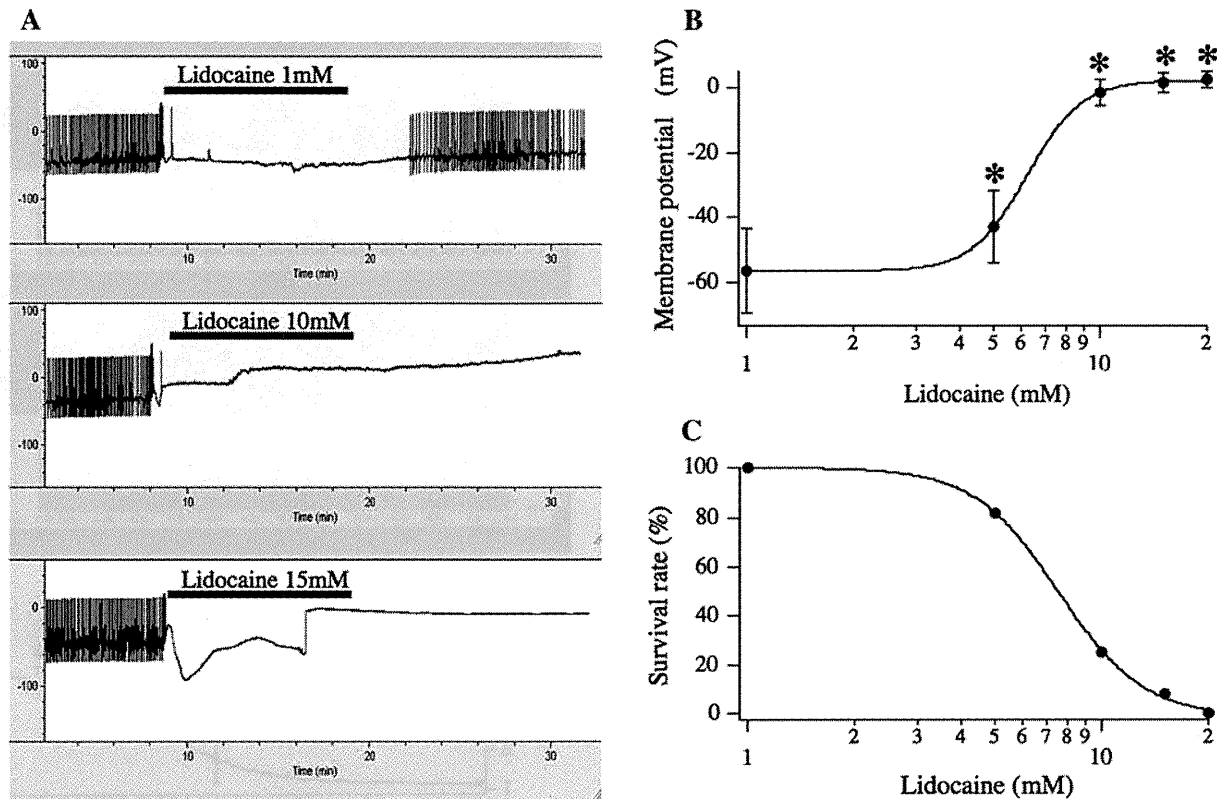 A
100
Lidocaine 1mM
0
-100
10
20
30
Time (min)
100
Lidocaine 10mM
0
-100
10
20
30
Time (min)
Lidocaine 15mM
0
-100
10
20
30
Time (min)
B
Membrane potential (mV)
0
-20
-40
-60
* * * *
1 2 3 4 5 6 7 8 9 10 2
Lidocaine (mM)
C
Survival rate (%)
100
80
60
40
20
0
1 2 3 4 5 6 7 8 9 10 2
Lidocaine (mM)